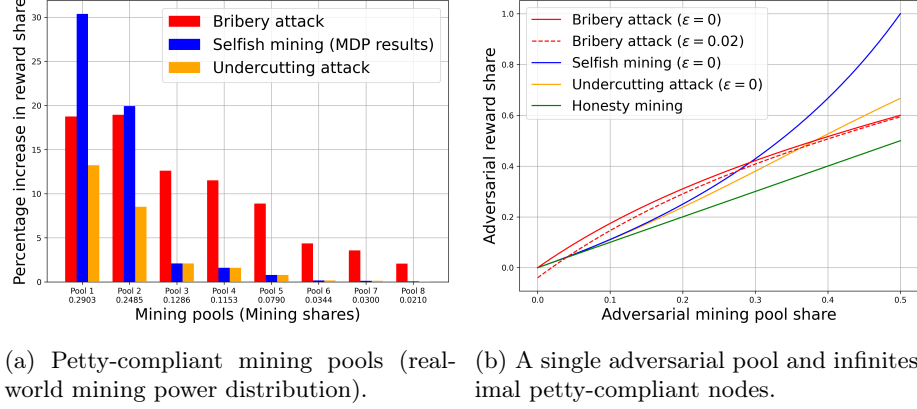 Percentage increase in reward share
30
25
20
15
10
5
0
Bribery attack
Selfish mining (MDP results)
Undercutting attack
Pool 1 Pool 2 Pool 3 Pool 4 Pool 5 Pool 6 Pool 7 Pool 8
0.2903 0.2485 0.1286 0.1153 0.0790 0.0344 0.0300 0.0210
Mining pools (Mining shares)
(a) Petty-compliant mining pools (real-
world mining power distribution).
Adversarial reward share
1.0
0.8
0.6
0.4
0.2
0.0
Bribery attack (ε = 0)
Bribery attack (ε = 0.02)
Selfish mining (ε = 0)
Undercutting attack (ε = 0)
Honesty mining
0.0 0.1 0.2 0.3 0.4 0.5
Adversarial mining pool share
(b) A single adversarial pool and infinites
imal petty-compliant nodes.